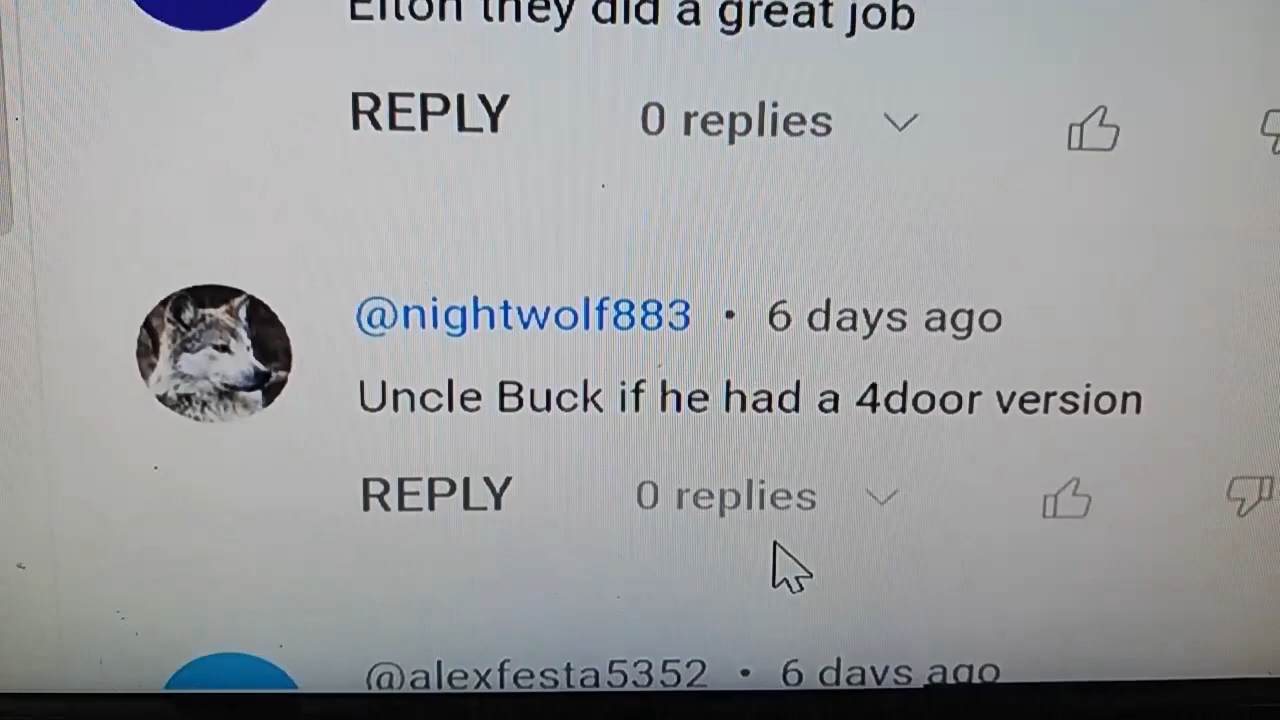 Elton they did a great job
REPLY 0 replies
@nightwolf883 • 6 days ago
Uncle Buck if he had a 4door version
REPLY 0 replies
@alexfesta5352 • 6 days ago